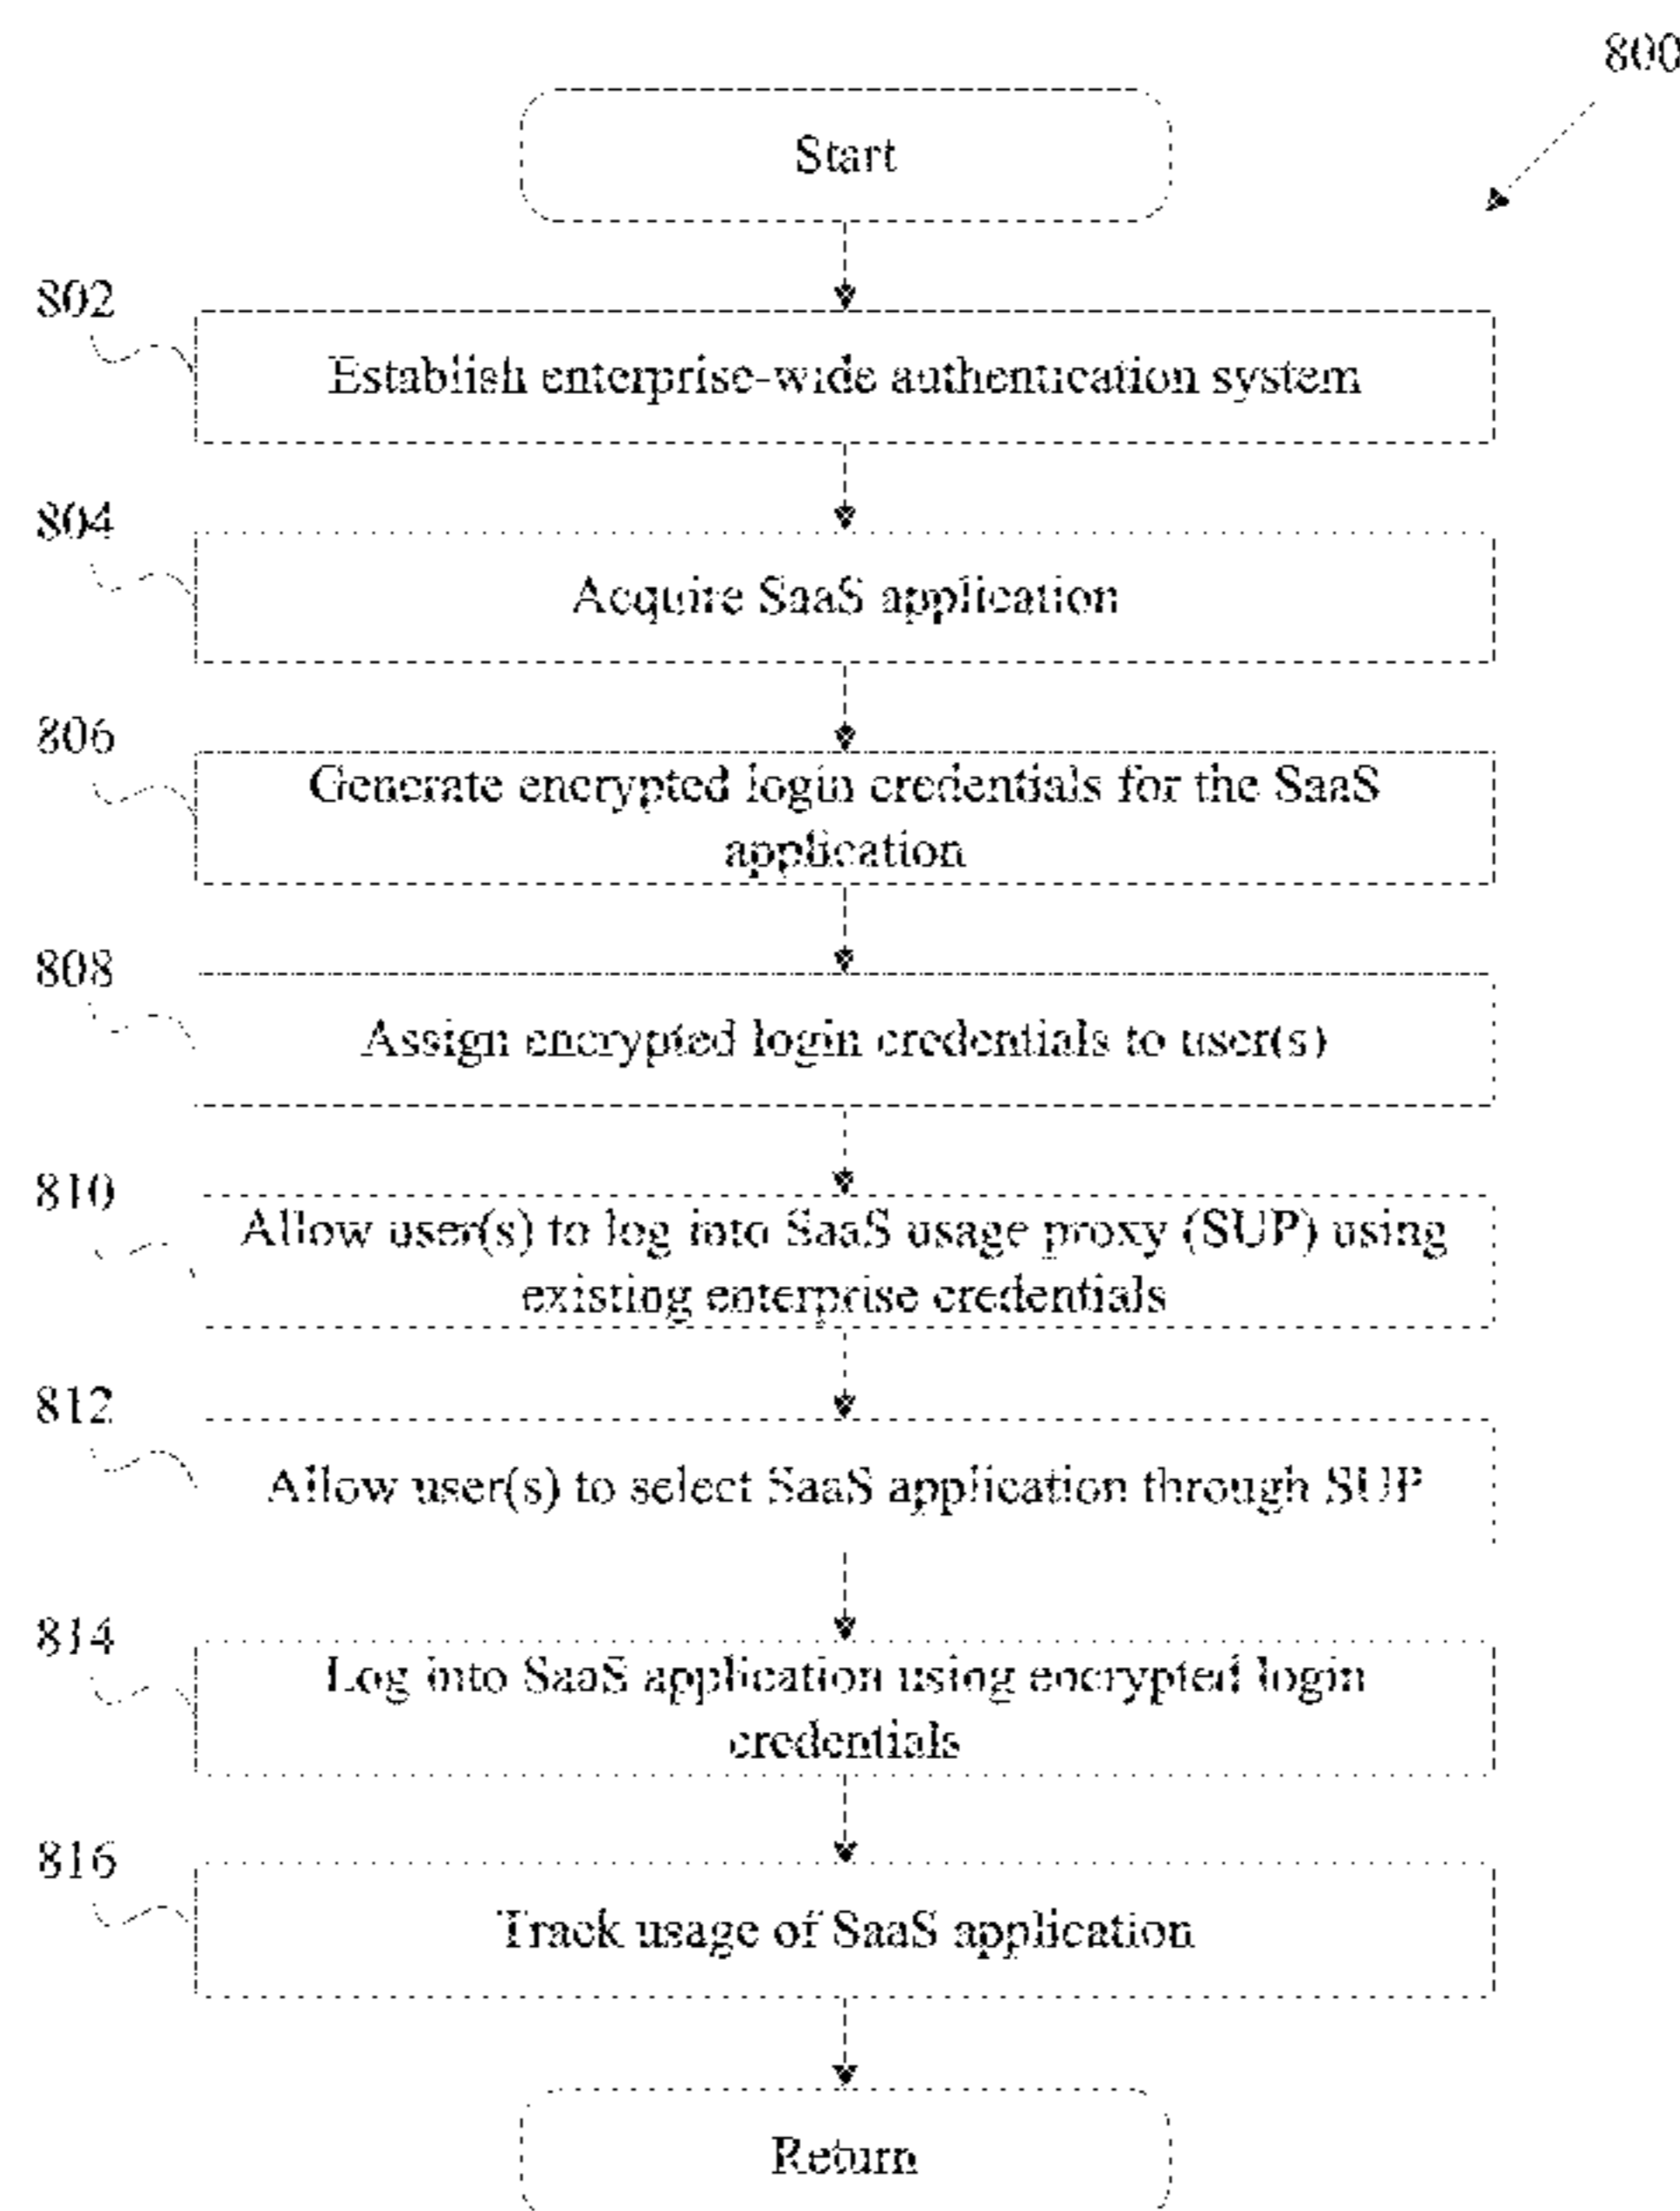 800
Start
802
Establish enterprise-wide authentication system
804
Acquire SaaS application
806
Generate encrypted login credentials for the SaaS
application
808
Assign encrypted login credentials to user(s)
810
Allow user(s) to log into SaaS usage proxy (SUP) using
existing enterprise credentials
812
Allow user(s) to select SaaS application through SUP
814
Log into SaaS application using encrypted login
credentials
816
Track usage of SaaS application
Return